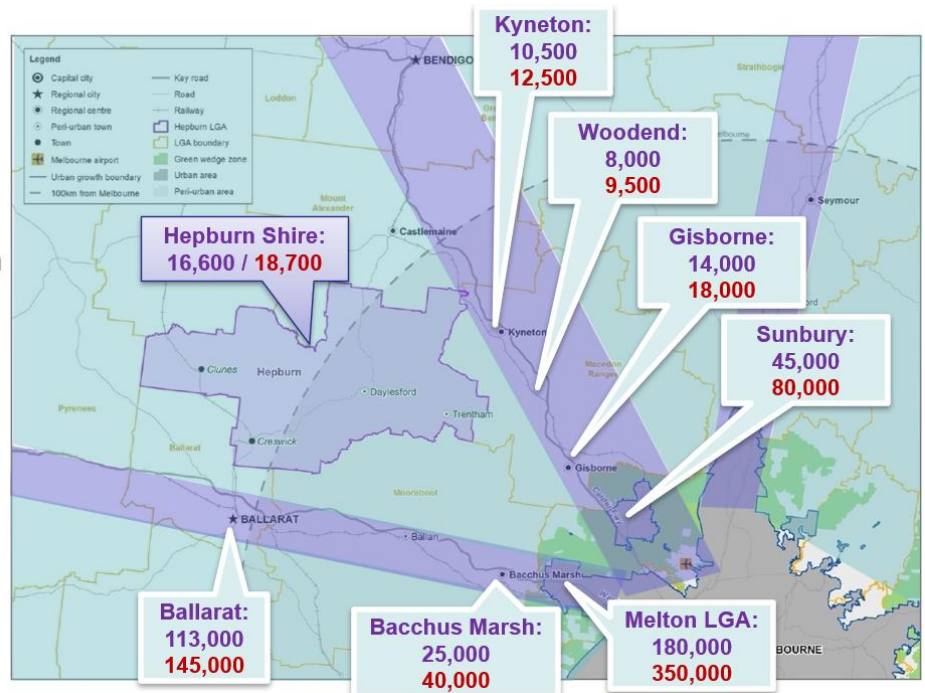 Kyneton:
10,500
12,500
Legend
Capital city
Regional city
Regional centre
Peri-urban town
Town
Melbourne airport
Urban growth boundary
100km from Melbourne
Key road
Road
Railway
Hepburn LGA
LGA boundary
Green wedge zone
Urban area
Peri-urban area
BENDIGO
Loddon
Strathbogie
Woodend:
8,000
9,500
Mount
Alexander
Castlemaine
Seymour
Hepburn Shire:
16,600 / 18,700
Gisborne:
14,000
18,000
Kyneton
Sunbury:
45,000
80,000
Clunes
Hepburn
Daylesford
Macedon
Ranges
Trentham
Pyrenees
Creswick
Ballarat
Gisborne
Moorabool
BALLARAT
Ballan
Bacchus Marsh
Ballarat:
113,000
145,000
Bacchus Marsh:
25,000
40,000
Melton LGA:
180,000
350,000
BOURNE